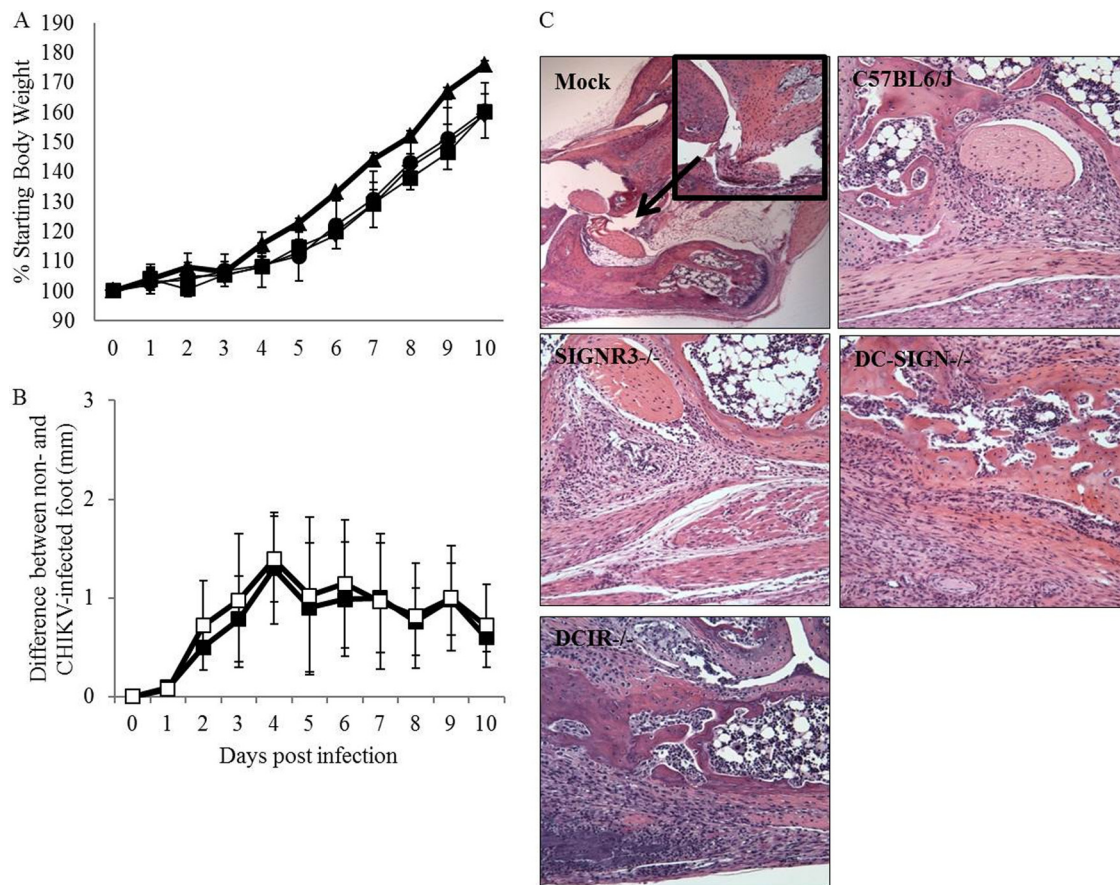 A
190
180
170
160
150
140
130
120
110
100
90
% Starting Body Weight
0 1 2 3 4 5 6 7 8 9 10
B
3
2
1
0
Difference between non- and
CHIKV-infected foot (mm)
0 1 2 3 4 5 6 7 8 9 10
Days post infection
C
Mock
C57BL6/J
SIGNR3-/-
DC-SIGN-/-
DCIR-/-